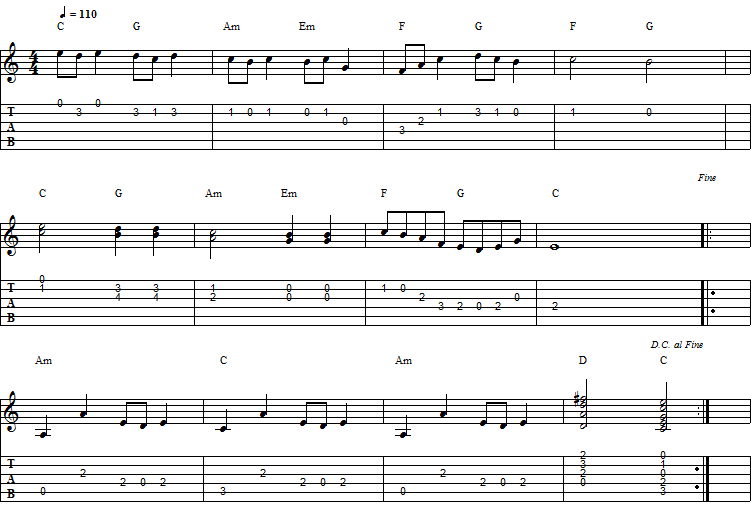 ♩ = 110
C G Am Em F G F G
4
4
0 0
T 3 3 1 3 1 0 1 0 1 1 3 1 0 1 0
A 0 2
B 3
Fine
C G Am Em F G C
0
T 1 3 3 1 0 0 1 0
A 4 4 2 0 0 2 0
B 3 2 0 2 2
D.C. al Fine
Am C Am D C
2 0
T 3 1
A 2 2 2 2 0
2 0 2 2 0 2 2 0 2 0 2
B 0 3 0 3